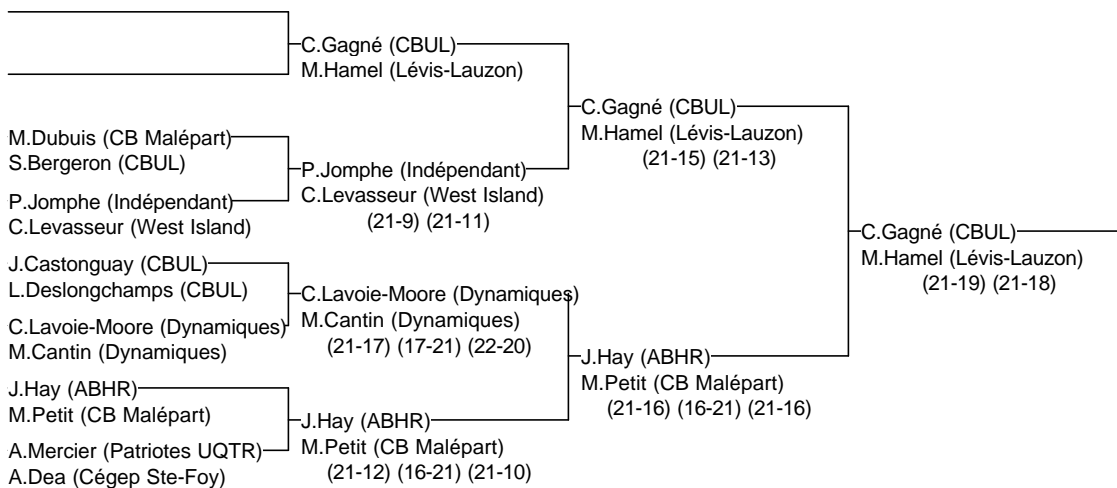 C.Gagné (CBUL)
M.Hamel (Lévis-Lauzon)
C.Gagné (CBUL)
M.Hamel (Lévis-Lauzon)
(21-15) (21-13)
M.Dubuis (CB Malépart)
S.Bergeron (CBUL)
P.Jomphe (Indépendant)
C.Levasseur (West Island)
(21-9) (21-11)
P.Jomphe (Indépendant)
C.Levasseur (West Island)
C.Gagné (CBUL)
M.Hamel (Lévis-Lauzon)
(21-19) (21-18)
J.Castonguay (CBUL)
L.Deslongchamps (CBUL)
C.Lavoie-Moore (Dynamiques)
M.Cantin (Dynamiques)
(21-17) (17-21) (22-20)
C.Lavoie-Moore (Dynamiques)
M.Cantin (Dynamiques)
J.Hay (ABHR)
M.Petit (CB Malépart)
(21-16) (16-21) (21-16)
J.Hay (ABHR)
M.Petit (CB Malépart)
J.Hay (ABHR)
M.Petit (CB Malépart)
(21-12) (16-21) (21-10)
A.Mercier (Patriotes UQTR)
A.Dea (Cégep Ste-Foy)